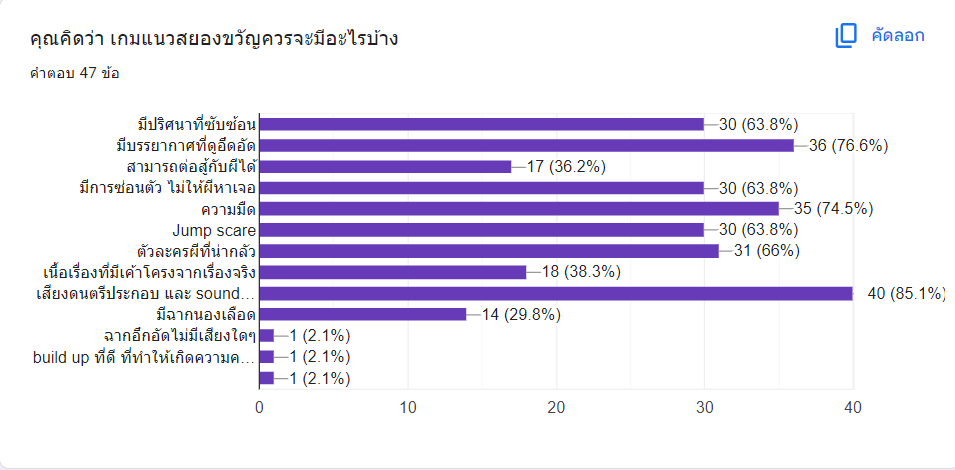 คุณคิดว่า เกมแนวสยองขวัญควรจะมีอะไรบ้าง
คัดลอก
คำตอบ 47 ข้อ
มีปริศนาที่ซับซ้อน 30 (63.8%)
มีบรรยากาศที่ดูอึดอัด 36 (76.6%)
สามารถต่อสู้กับผีได้ 17 (36.2%)
มีการซ่อนตัว ไม่ให้ผีหาเจอ 30 (63.8%)
ความมืด 35 (74.5%)
Jump scare 30 (63.8%)
ตัวละครผีที่น่ากลัว 31 (66%)
เนื้อเรื่องที่มีเค้าโครงจากเรื่องจริง 18 (38.3%)
เสียงดนตรีประกอบ และ sound… 40 (85.1%)
มีฉากนองเลือด 14 (29.8%)
ฉากอึกอัดไม่มีเสียงใดๆ 1 (2.1%)
build up ที่ดี ที่ทำให้เกิดความค… 1 (2.1%)
1 (2.1%)
0 10 20 30 40